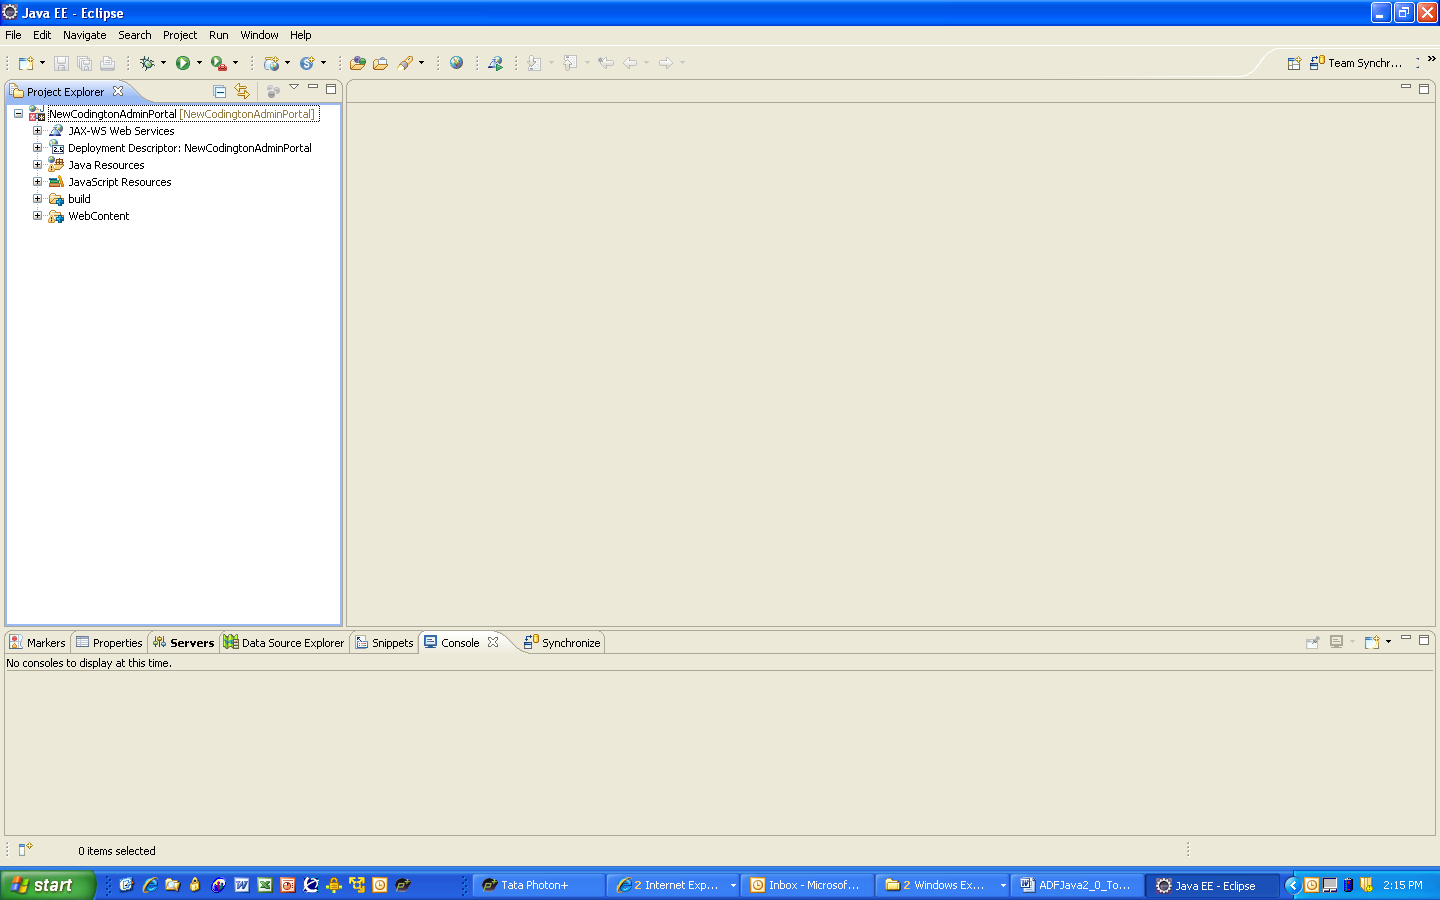 Java EE - Eclipse
File Edit Navigate Search Project Run Window Help
Team Synchr...
Project Explorer
NewCodingtonAdminPortal [NewCodingtonAdminPortal]
JAX-WS Web Services
Deployment Descriptor: NewCodingtonAdminPortal
Java Resources
JavaScript Resources
build
WebContent
Markers Properties Servers Data Source Explorer Snippets Console Synchronize
No consoles to display at this time.
0 items selected
start Tata Photon+ 2 Internet Exp... Inbox - Microsof... 2 Windows Ex... ADFJava2_0_To... Java EE - Eclipse 2:15 PM